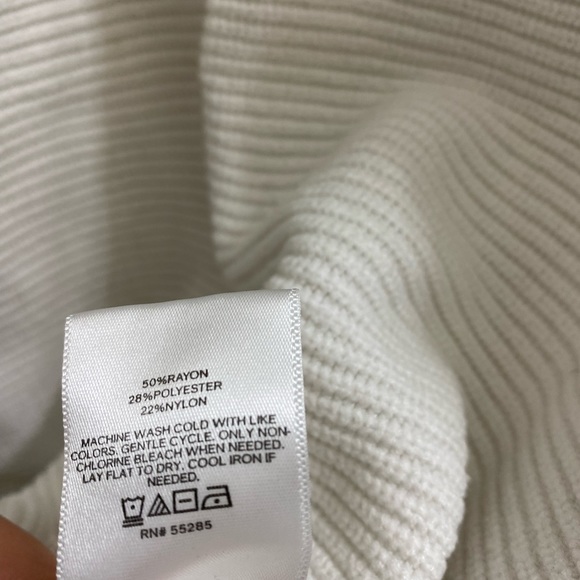 50%RAYON
28%POLYESTER
22%NYLON
MACHINE WASH COLD WITH LIKE
COLORS. GENTLE CYCLE. ONLY NON-
CHLORINE BLEACH WHEN NEEDED.
LAY FLAT TO DRY. COOL IRON IF
NEEDED.
RN# 55285